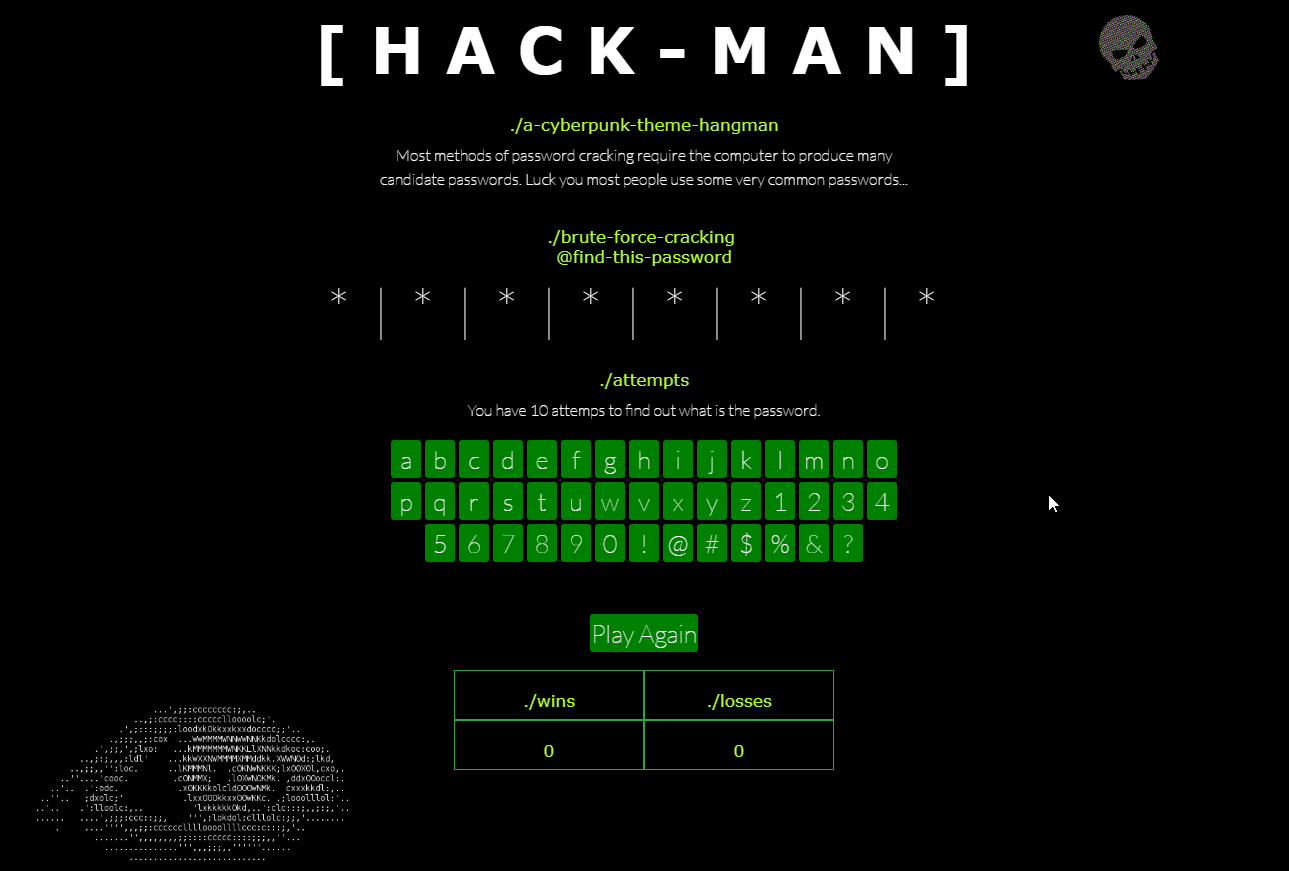 [HACK-MAN]
./a-cyberpunk-theme-hangman
Most methods of password cracking require the computer to produce many
candidate passwords. Luck you most people use some very common passwords...
./brute-force-cracking
@find-this-password
* * * * * * * *
./attempts
You have 10 attemps to find out what is the password.
a b c d e f g h i j k l m n o
p q r s t u w v x y z 1 2 3 4
5 6 7 8 9 0 ! @ # $ % & ?
Play Again
./wins ./losses
0 0